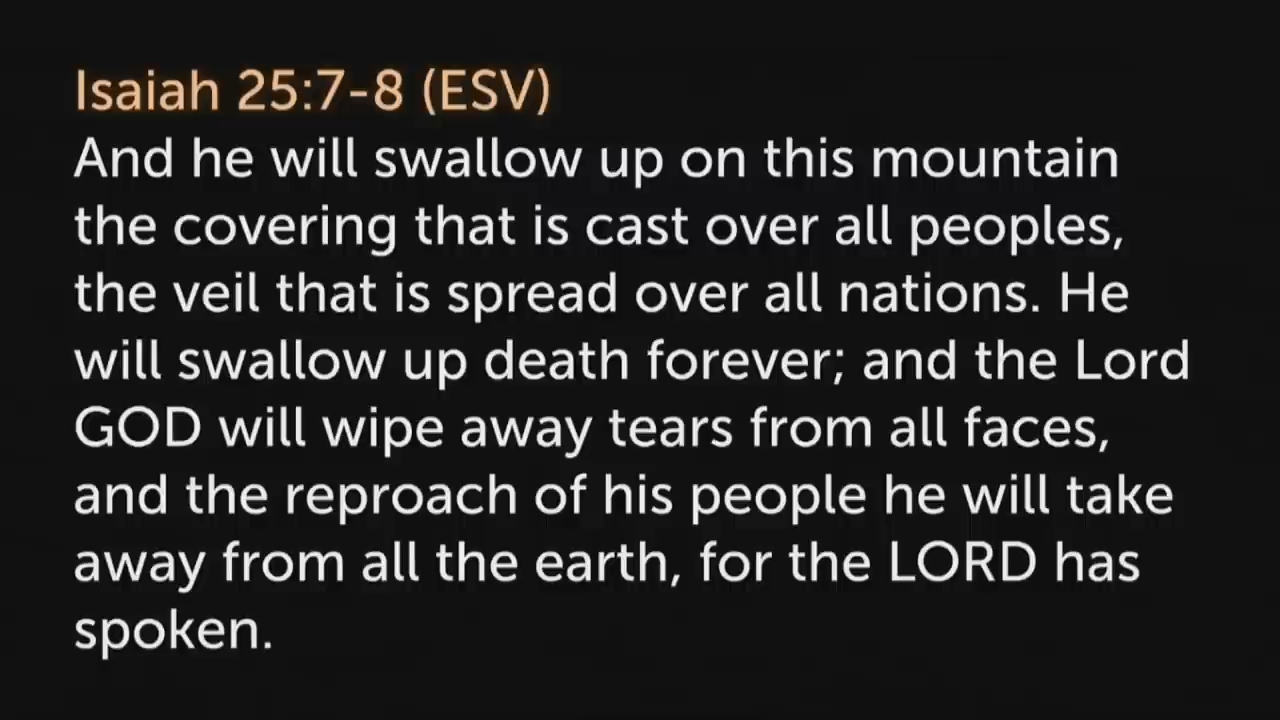 Isaiah 25:7-8 (ESV)
And he will swallow up on this mountain
the covering that is cast over all peoples,
the veil that is spread over all nations. He
will swallow up death forever; and the Lord
GOD will wipe away tears from all faces,
and the reproach of his people he will take
away from all the earth, for the LORD has
spoken.